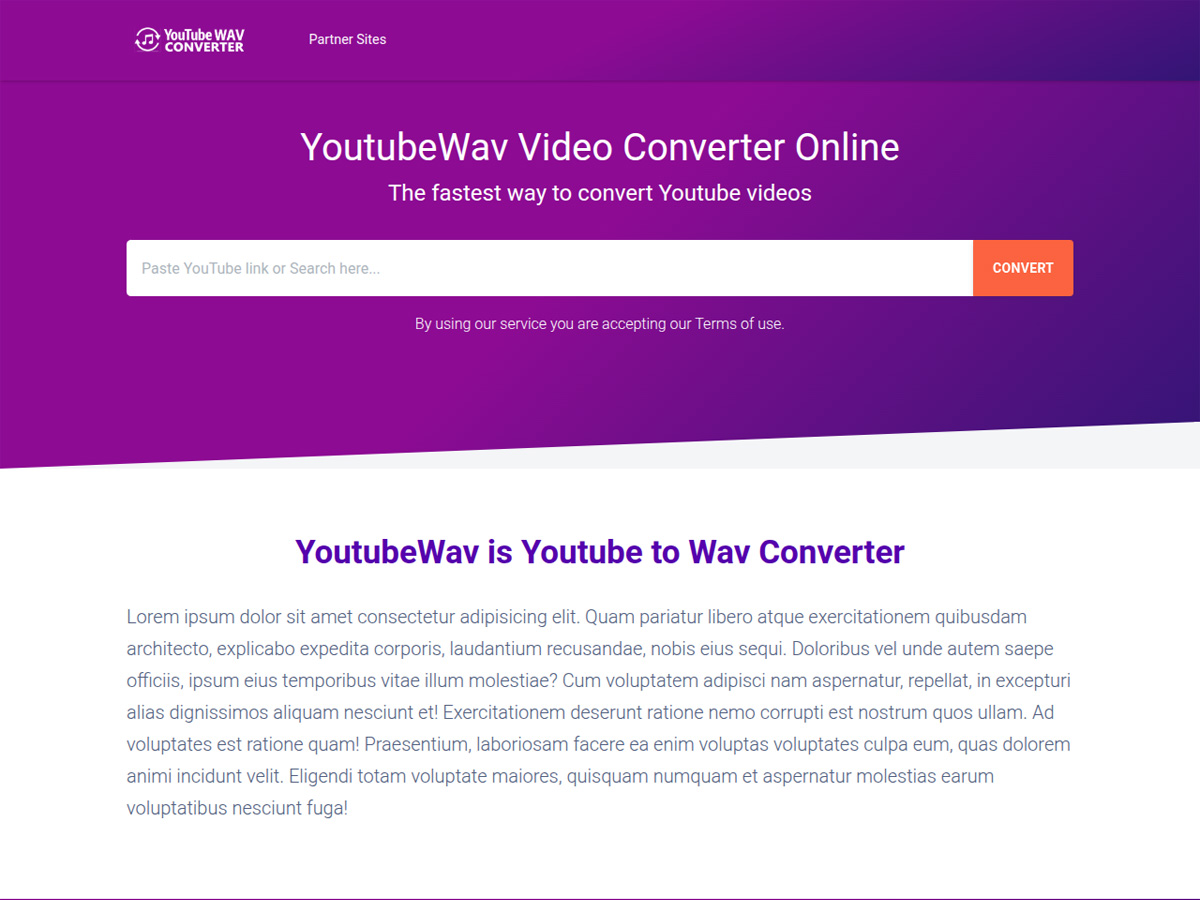 YouTube WAV
CONVERTER
Partner Sites
YoutubeWav Video Converter Online
The fastest way to convert Youtube videos
Paste YouTube link or Search here...
CONVERT
By using our service you are accepting our Terms of use.
YoutubeWav is Youtube to Wav Converter
Lorem ipsum dolor sit amet consectetur adipisicing elit. Quam pariatur libero atque exercitationem quibusdam
architecto, explicabo expedita corporis, laudantium recusandae, nobis eius sequi. Doloribus vel unde autem saepe
officiis, ipsum eius temporibus vitae illum molestiae? Cum voluptatem adipisci nam aspernatur, repellat, in excepturi
alias dignissimos aliquam nesciunt et! Exercitationem deserunt ratione nemo corrupti est nostrum quos ullam. Ad
voluptates est ratione quam! Praesentium, laboriosam facere ea enim voluptas voluptates culpa eum, quas dolorem
animi incidunt velit. Eligendi totam voluptate maiores, quisquam numquam et aspernatur molestias earum
voluptatibus nesciunt fuga!